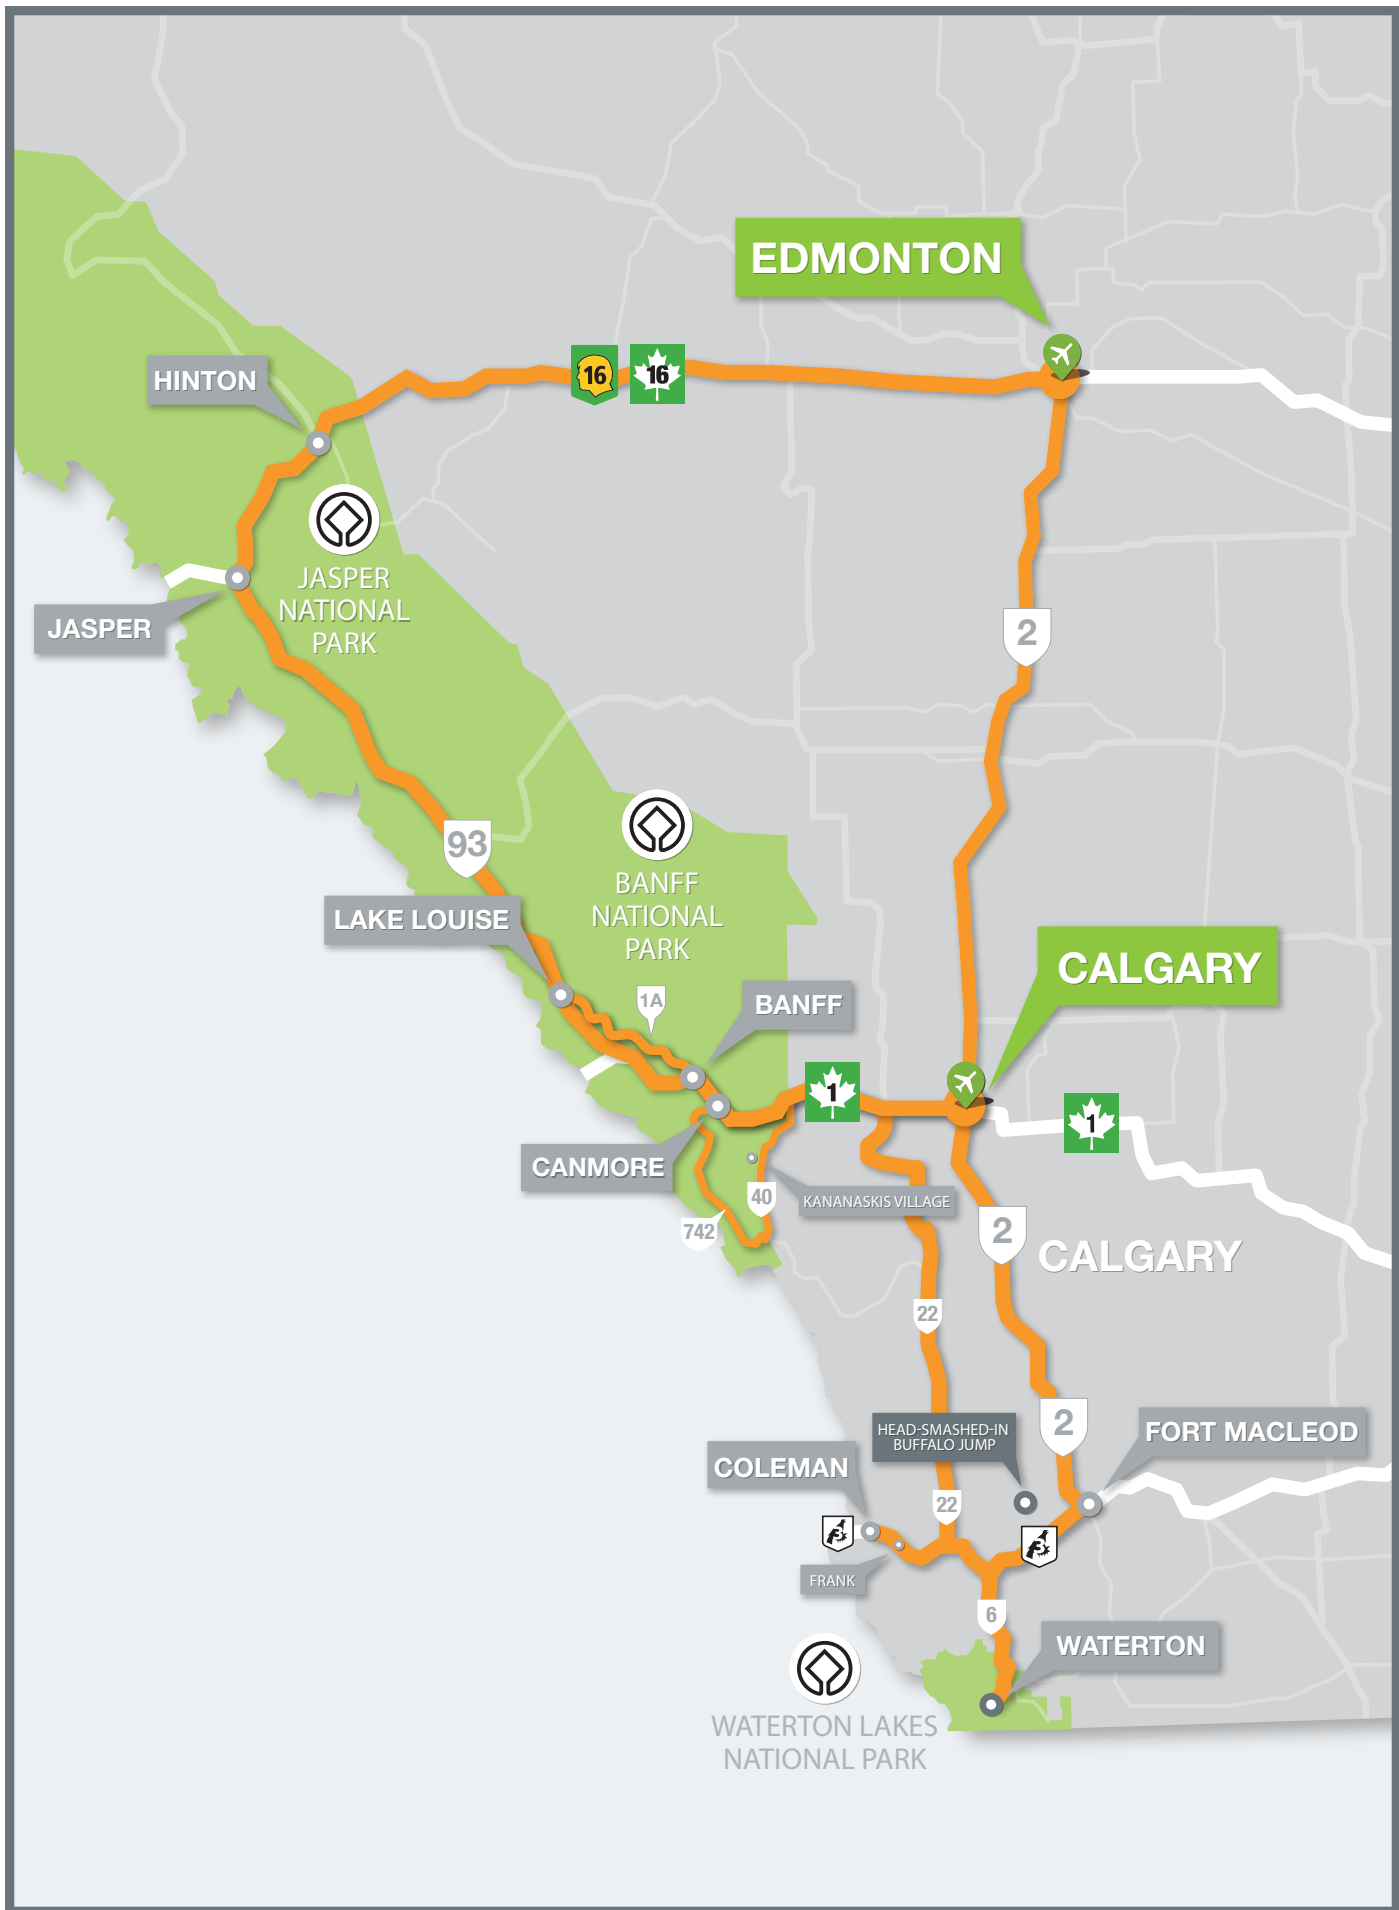 EDMONTON
HINTON
16
16
JASPER
NATIONAL
PARK
JASPER
2
93
BANFF
NATIONAL
PARK
LAKE LOUISE
CALGARY
1A
BANFF
1
1
CANMORE
40
KANANASKIS VILLAGE
742
2
CALGARY
22
2
HEAD-SMASHED-IN
BUFFALO JUMP
FORT MACLEOD
COLEMAN
22
3
3
FRANK
6
WATERTON
WATERTON LAKES
NATIONAL PARK